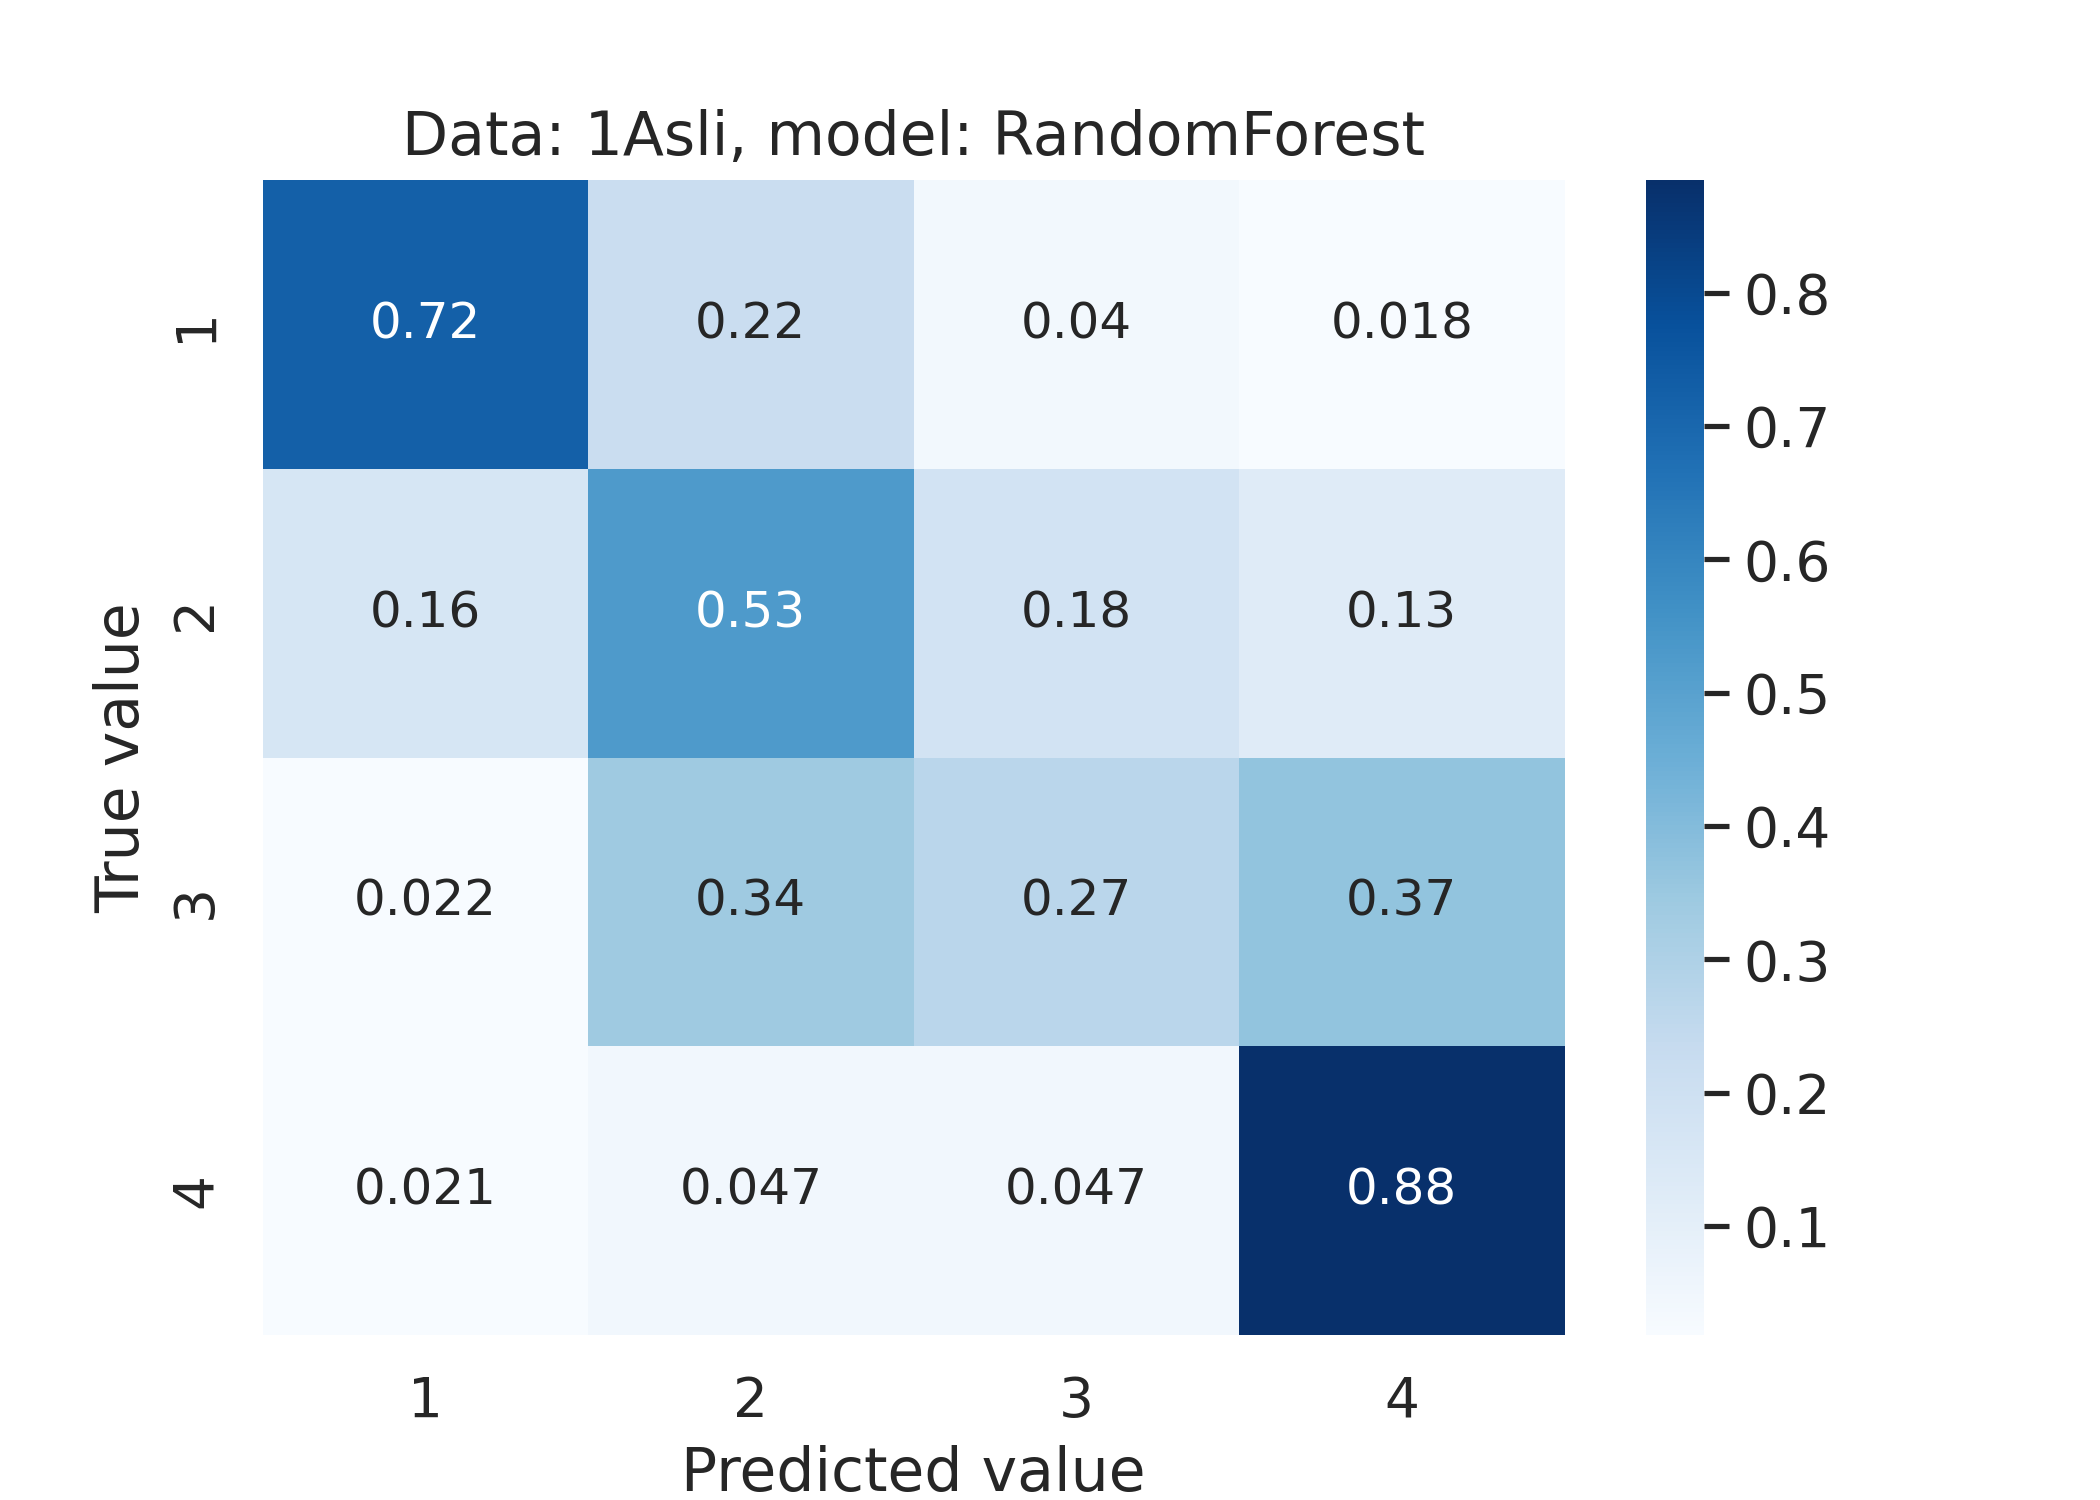 Data: 1Asli, model: RandomForest
1 0.72 0.22 0.04 0.018
2 0.16 0.53 0.18 0.13
3 0.022 0.34 0.27 0.37
4 0.021 0.047 0.047 0.88
1 2 3 4
True value
Predicted value
0.8
0.7
0.6
0.5
0.4
0.3
0.2
0.1